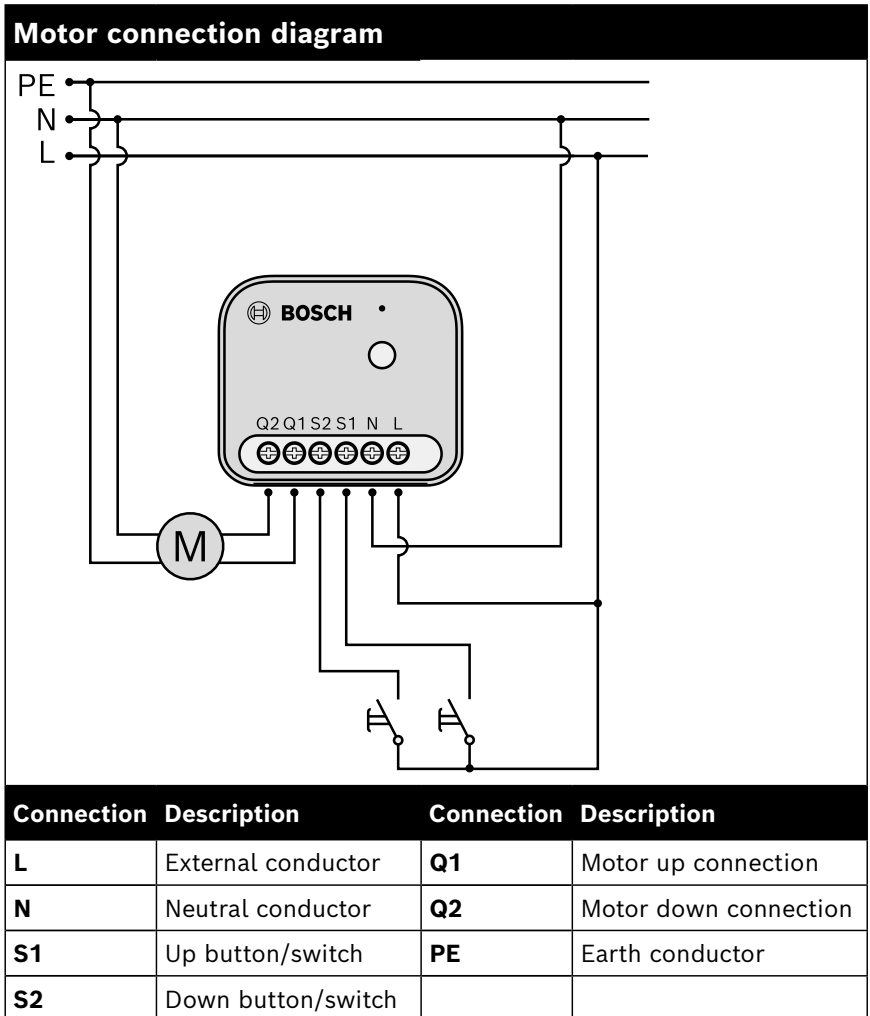 Motor connection diagram
PE
N
L
BOSCH
Q2 Q1 S2 S1 N L
M
Connection Description Connection Description
L External conductor Q1 Motor up connection
N Neutral conductor Q2 Motor down connection
S1 Up button/switch PE Earth conductor
S2 Down button/switch